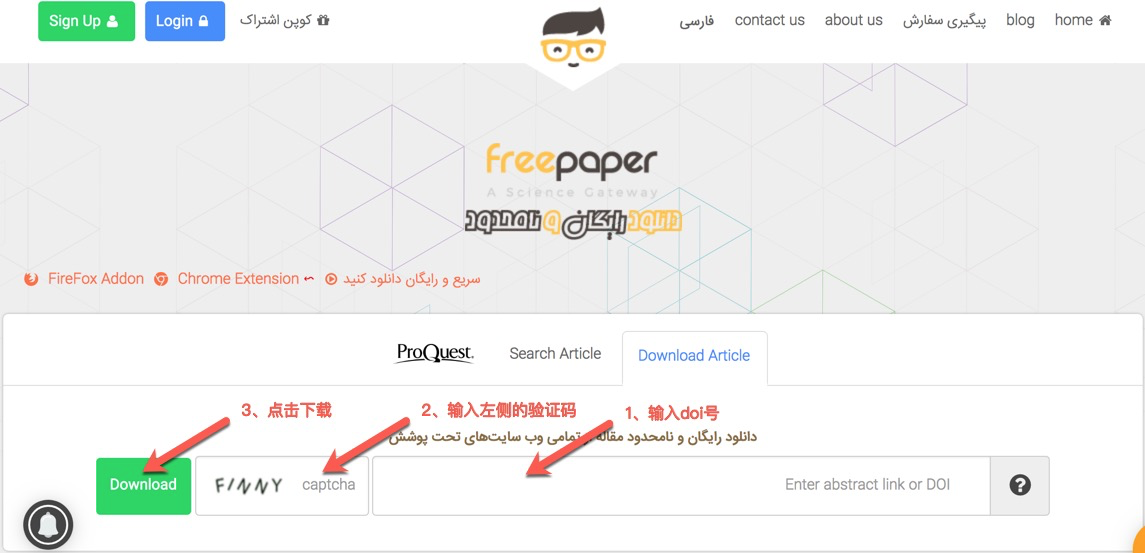 Sign Up
Login
کوپن اشتراک
فارسی
contact us
about us
پیگیری سفارش
blog
home
freepaper
A Science Gateway
دانلود رایگان و نامحدود
FireFox Addon
Chrome Extension
سریع و رایگان دانلود کنید
ProQuest
Search Article
Download Article
3、点击下载
2、输入左侧的验证码
1、输入doi号
دانلود رایگان و نامحدود مقاله تمامی وب سایت‌های تحت پوشش
Download
FINNY
captcha
Enter abstract link or DOI
?